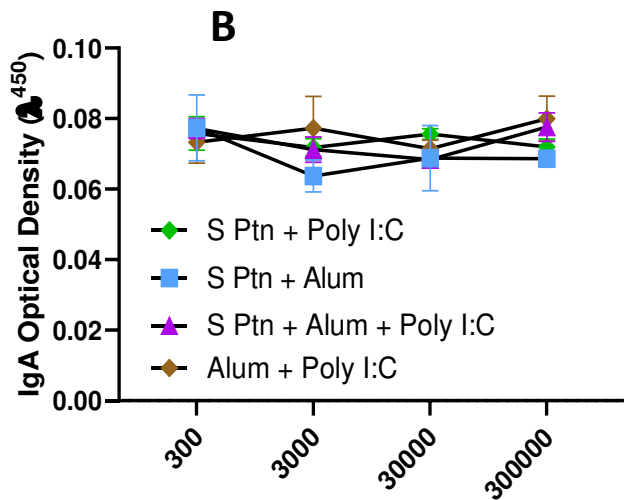 B
IgA Optical Density (λ⁴⁵⁰)
0.10
0.08
0.06
0.04
0.02
0.00
S Ptn + Poly I:C
S Ptn + Alum
S Ptn + Alum + Poly I:C
Alum + Poly I:C
300
3000
30000
300000